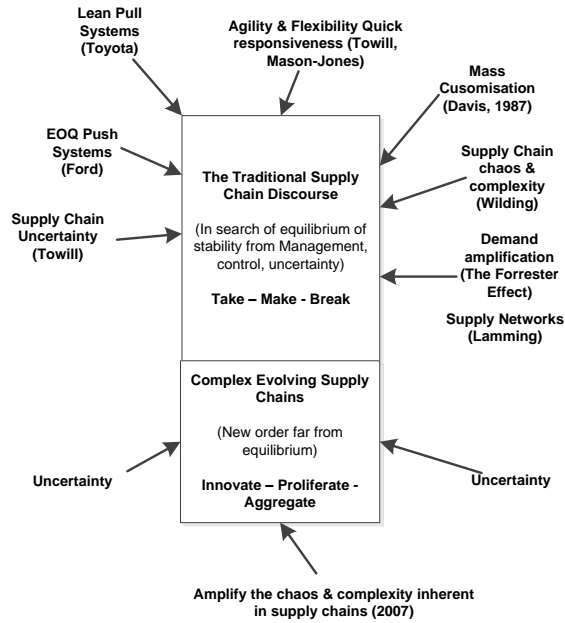 Lean Pull
Systems
(Toyota)
Agility & Flexibility Quick
responsiveness (Towill,
Mason-Jones)
Mass
Cusomisation
(Davis, 1987)
EOQ Push
Systems
(Ford)
Supply Chain
chaos &
complexity
(Wilding)
Supply Chain
Uncertainty
(Towill)
Demand
amplification
(The Forrester
Effect)
Supply Networks
(Lamming)
The Traditional Supply
Chain Discourse
(In search of equilibrium of
stability from Management,
control, uncertainty)
Take – Make - Break
Complex Evolving Supply
Chains
(New order far from
equilibrium)
Innovate – Proliferate -
Aggregate
Uncertainty
Uncertainty
Amplify the chaos & complexity inherent
in supply chains (2007)